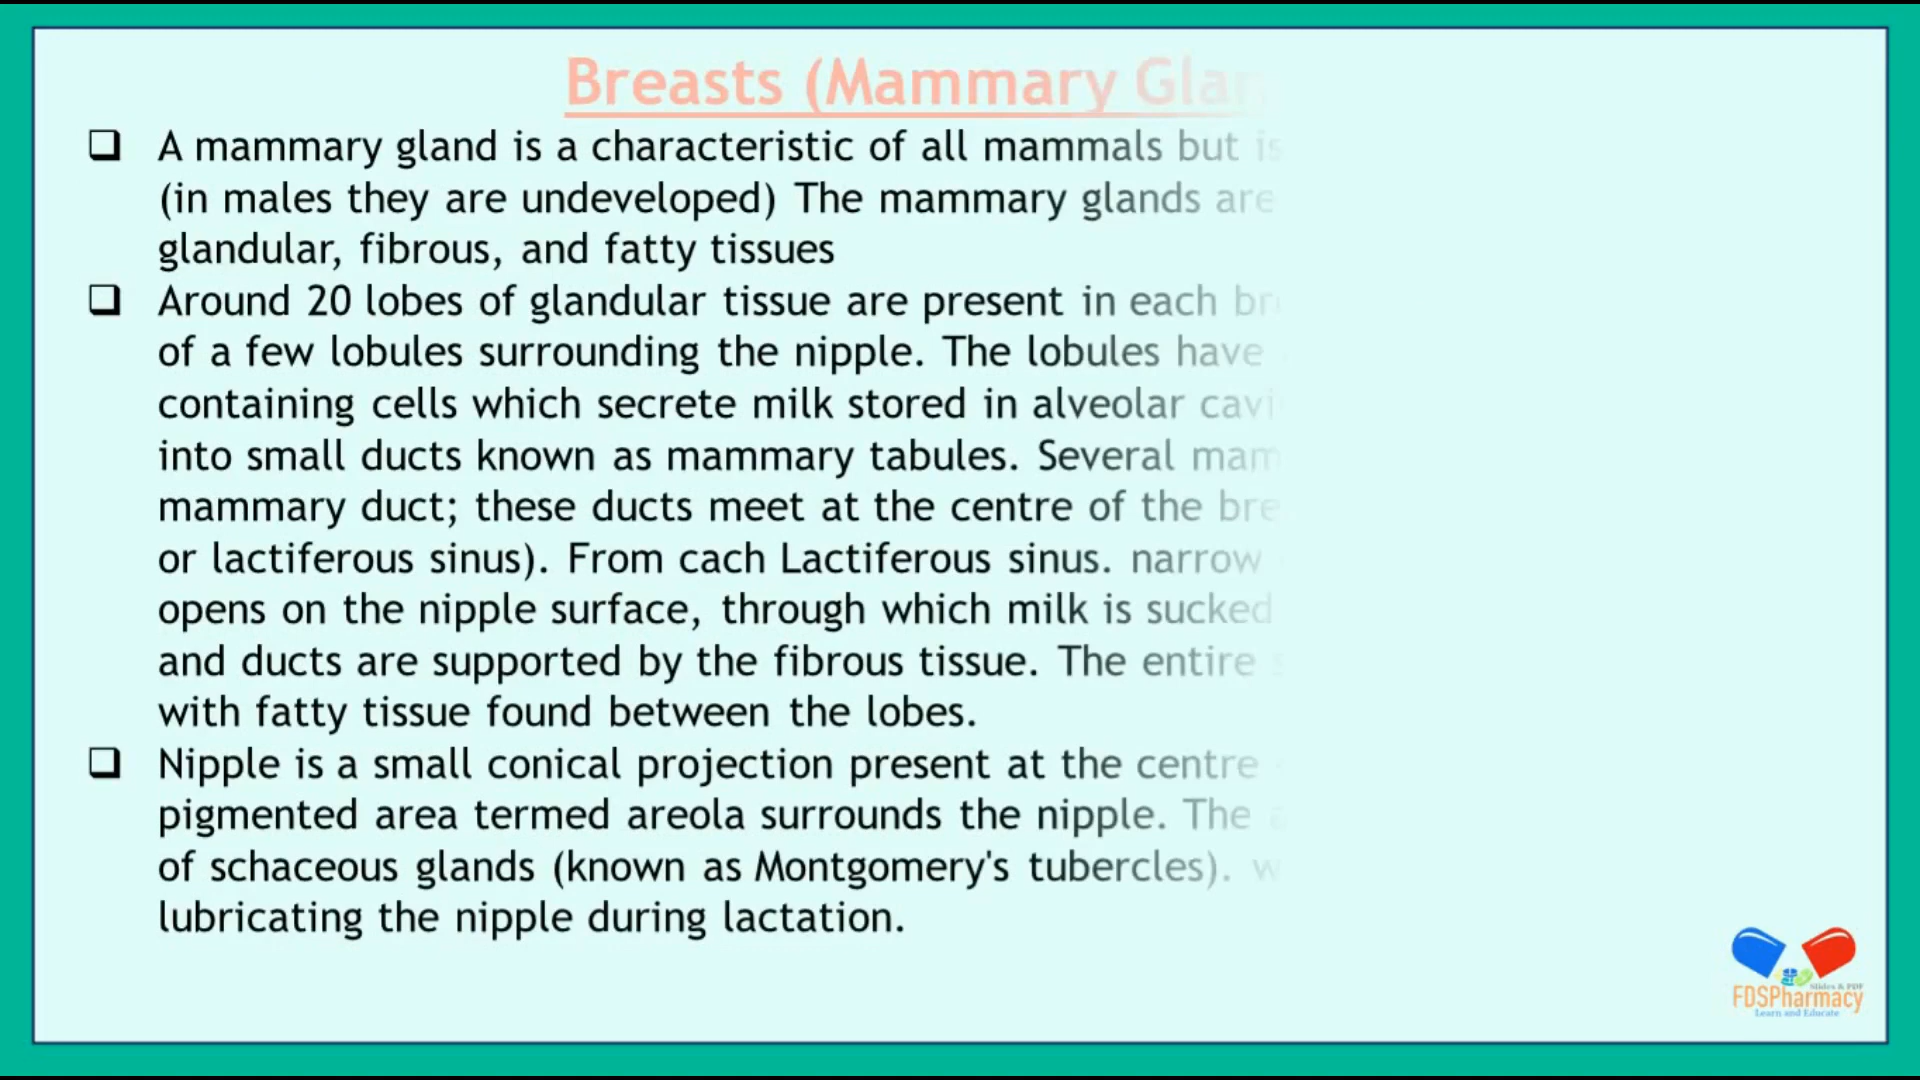 Breasts (Mammary
A mammary gland is a characteristic of all mammals but is
(in males they are undeveloped) The mammary glands are
glandular, fibrous, and fatty tissues
Around 20 lobes of glandular tissue are present in each
of a few lobules surrounding the nipple. The lobules have
containing cells which secrete milk stored in alveolar
into small ducts known as mammary tabules. Several
mammary duct; these ducts meet at the centre of the
or lactiferous sinus). From cach Lactiferous sinus. narrow
opens on the nipple surface, through which milk is sucked
and ducts are supported by the fibrous tissue. The entire
with fatty tissue found between the lobes.
Nipple is a small conical projection present at the centre
pigmented area termed areola surrounds the nipple. The
of schaceous glands (known as Montgomery's tubercles).
lubricating the nipple during lactation.
Slides & PDF
FDSPharmacy
Learn and Educate